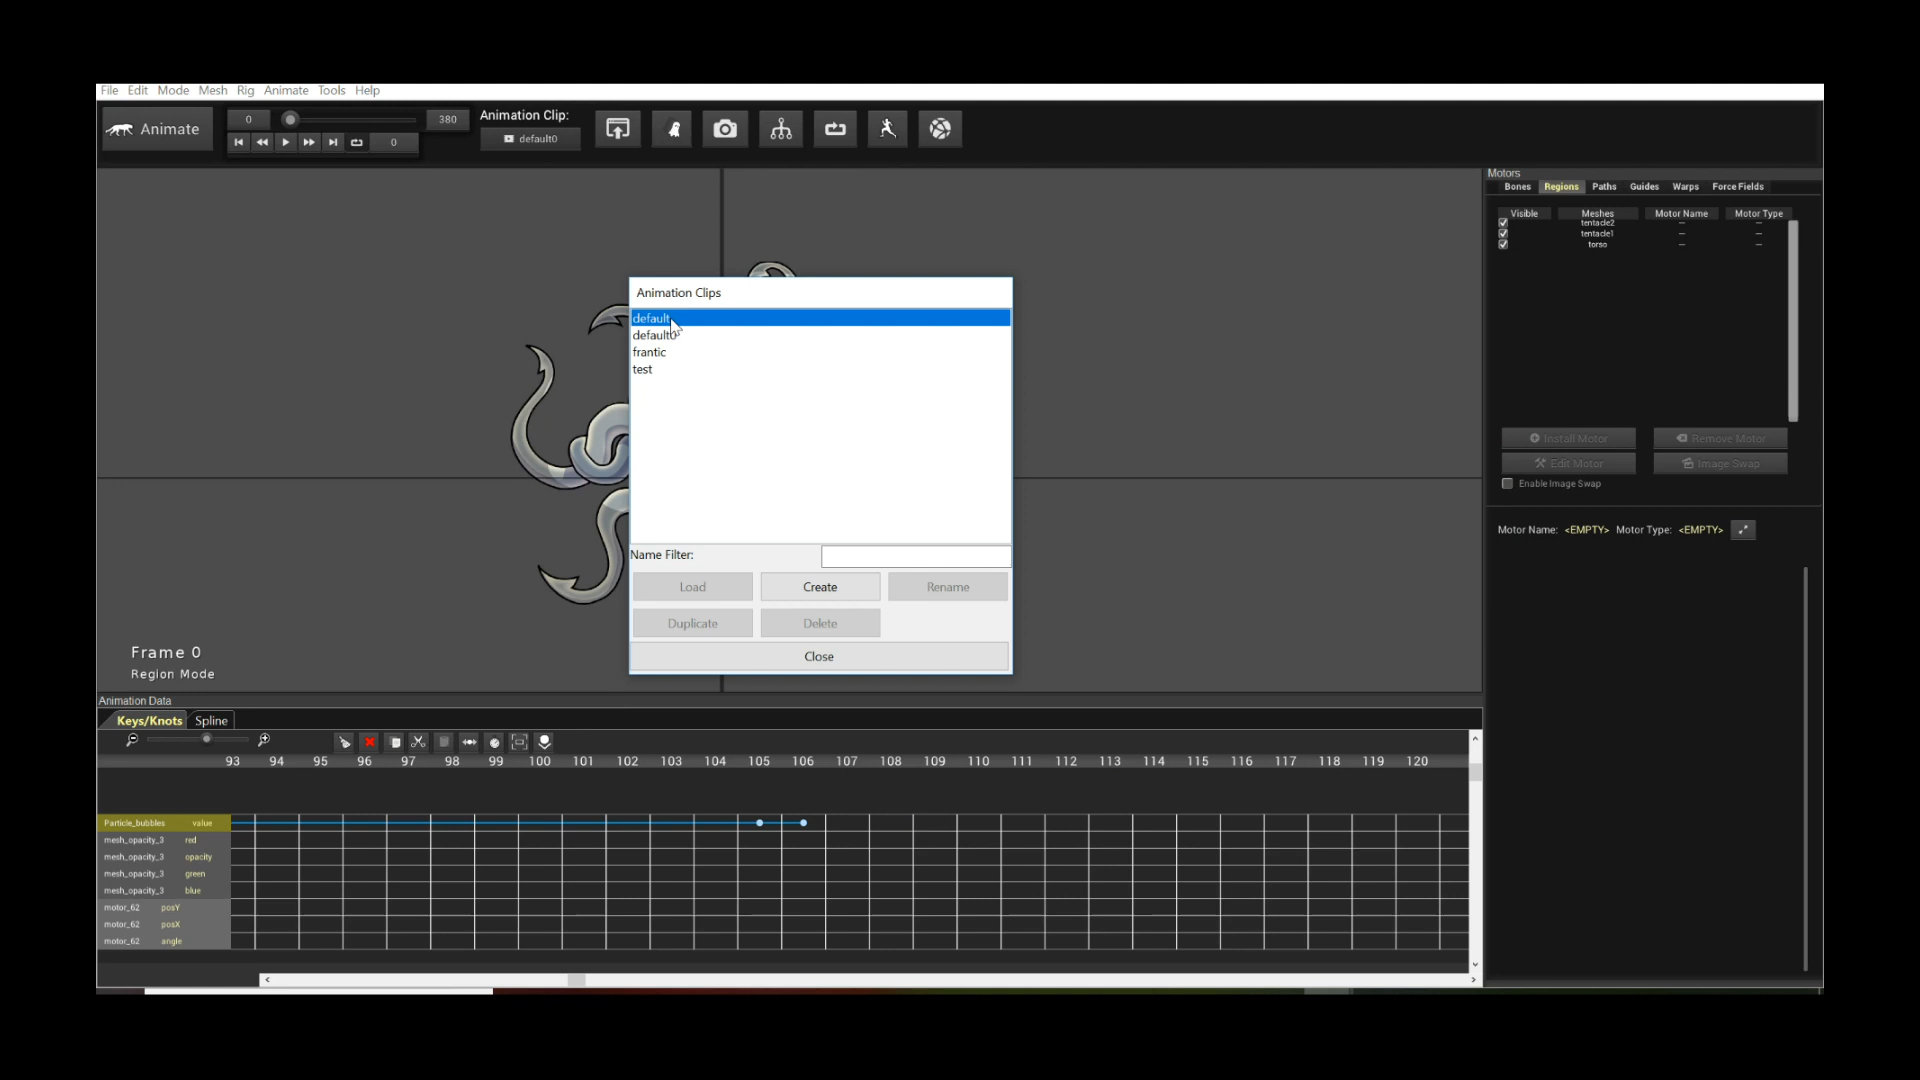 File Edit Mode Mesh Rig Animate Tools Help
Animate
0
380
0
Animation Clip:
default0
Motors
Bones Regions Paths Guides Warps Force Fields
Visible Meshes Motor Name Motor Type
tentacle2 — —
tentacle1 — —
torso — —
Install Motor Remove Motor
Edit Motor Image Swap
Enable Image Swap
Motor Name: <EMPTY> Motor Type: <EMPTY>
Animation Clips
default
default0
frantic
test
Name Filter:
Load Create Rename
Duplicate Delete
Close
Frame 0
Region Mode
Animation Data
Keys/Knots Spline
93 94 95 96 97 98 99 100 101 102 103 104 105 106 107 108 109 110 111 112 113 114 115 116 117 118 119 120
Particle_bubbles value
mesh_opacity_3 red
mesh_opacity_3 opacity
mesh_opacity_3 green
mesh_opacity_3 blue
motor_62 posY
motor_62 posX
motor_62 angle